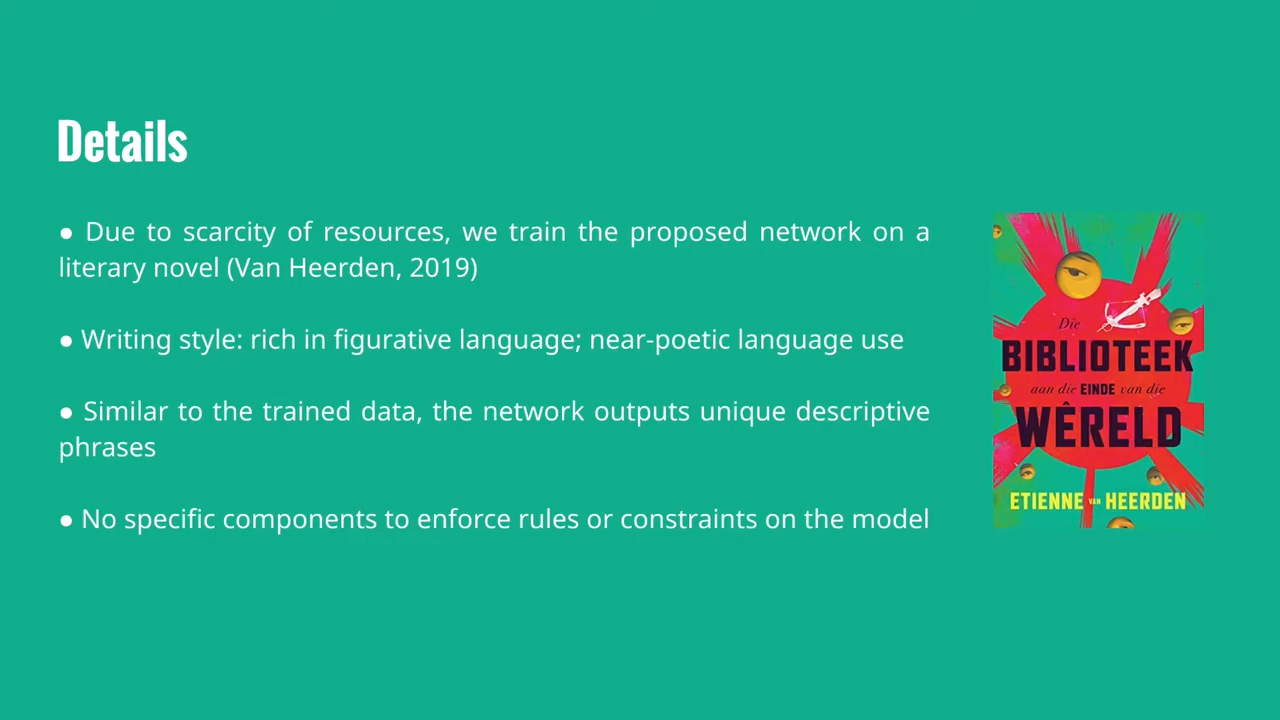 Details
● Due to scarcity of resources, we train the proposed network on a
literary novel (Van Heerden, 2019)
● Writing style: rich in figurative language; near-poetic language use
● Similar to the trained data, the network outputs unique descriptive
phrases
● No specific components to enforce rules or constraints on the model
Die
BIBLIOTEEK
aan die EINDE van die
WÊRELD
ETIENNE VAN HEERDEN